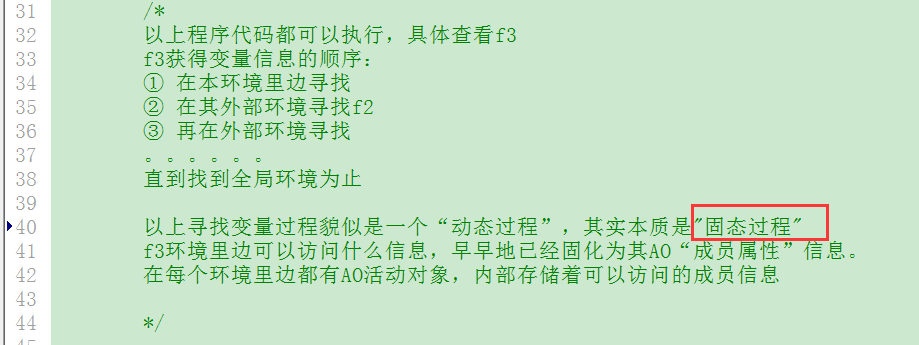 31 /*
32 以上程序代码都可以执行，具体查看f3
33 f3获得变量信息的顺序：
34 ① 在本环境里边寻找
35 ② 在其外部环境寻找f2
36 ③ 再在外部环境寻找
37 。。。。。。
38 直到找到全局环境为止
39
40 以上寻找变量过程貌似是一个“动态过程”，其实本质是"固态过程"
41 f3环境里边可以访问什么信息，早早地已经固化为其AO“成员属性”信息。
42 在每个环境里边都有AO活动对象，内部存储着可以访问的成员信息
43
44 */